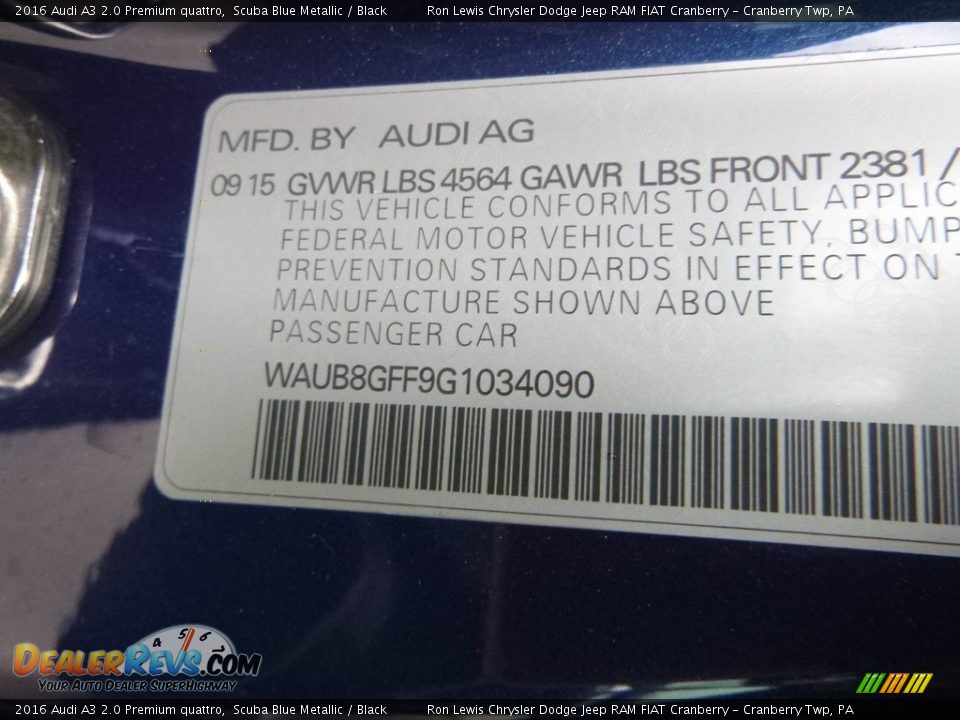 2016 Audi A3 2.0 Premium quattro, Scuba Blue Metallic / Black Ron Lewis Chrysler Dodge Jeep RAM FIAT Cranberry - Cranberry Twp, PA
MFD. BY AUDI AG
09 15 GVWR LBS 4564 GAWR LBS FRONT 2381 /
THIS VEHICLE CONFORMS TO ALL APPLIC
FEDERAL MOTOR VEHICLE SAFETY, BUMP
PREVENTION STANDARDS IN EFFECT ON T
MANUFACTURE SHOWN ABOVE
PASSENGER CAR
WAUB8GFF9G1034090
4 5 6
DEALERREVS.COM
YOUR AUTO DEALER SUPERHIGHWAY
2016 Audi A3 2.0 Premium quattro, Scuba Blue Metallic / Black Ron Lewis Chrysler Dodge Jeep RAM FIAT Cranberry - Cranberry Twp, PA